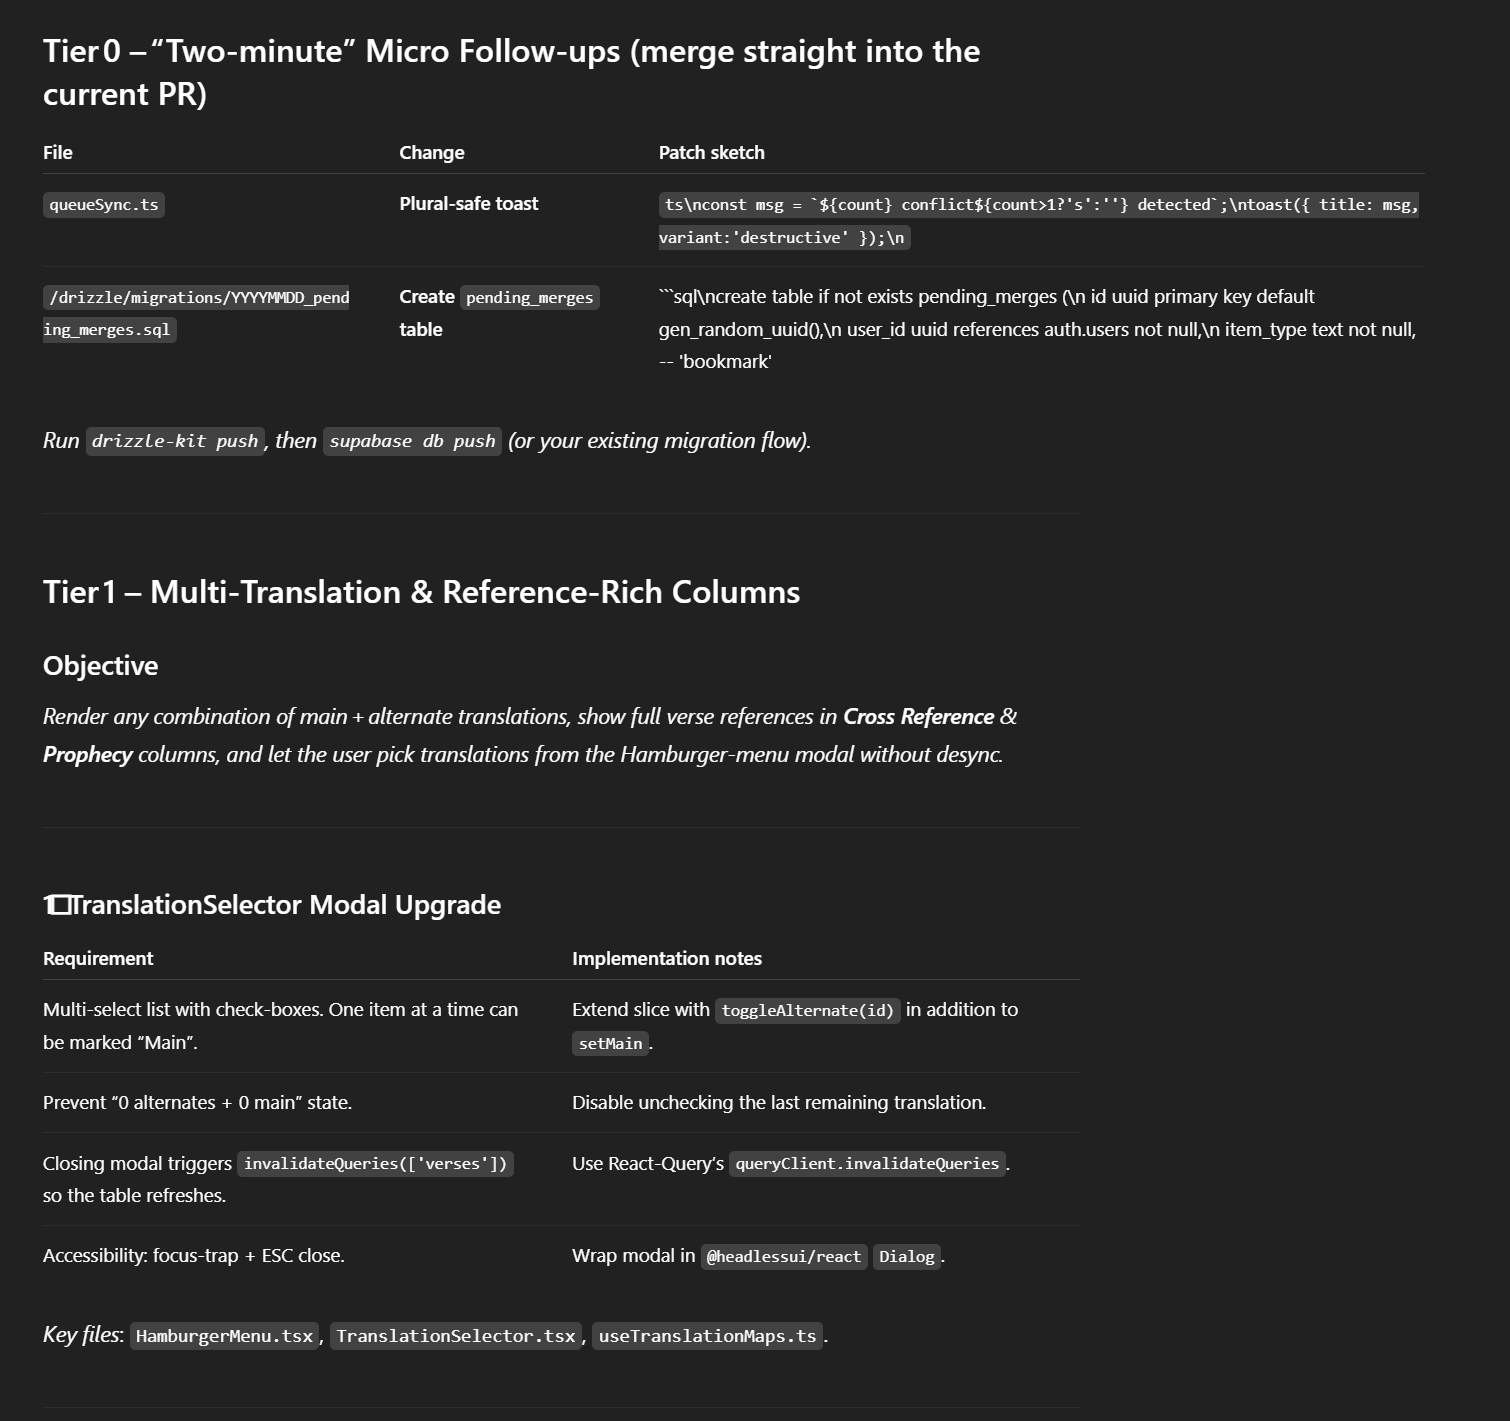 Tier 0 – “Two-minute” Micro Follow-ups (merge straight into the
current PR)
File Change Patch sketch
queueSync.ts Plural-safe toast ts\nconst msg = `${count} conflict${count>1?'s':''} detected`;\ntoast({ title: msg,
variant:'destructive' });\n
/drizzle/migrations/YYYYMMDD_pend Create pending_merges ```sql\ncreate table if not exists pending_merges (\n id uuid primary key default
ing_merges.sql table gen_random_uuid(),\n user_id uuid references auth.users not null,\n item_type text not null,
-- 'bookmark'
Run drizzle-kit push, then supabase db push (or your existing migration flow).
Tier 1 – Multi-Translation & Reference-Rich Columns
Objective
Render any combination of main + alternate translations, show full verse references in Cross Reference &
Prophecy columns, and let the user pick translations from the Hamburger-menu modal without desync.
1 TranslationSelector Modal Upgrade
Requirement Implementation notes
Multi-select list with check-boxes. One item at a time can Extend slice with toggleAlternate(id) in addition to
be marked “Main”. setMain.
Prevent “0 alternates + 0 main” state. Disable unchecking the last remaining translation.
Closing modal triggers invalidateQueries(['verses']) Use React-Query’s queryClient.invalidateQueries.
so the table refreshes.
Accessibility: focus-trap + ESC close. Wrap modal in @headlessui/react Dialog.
Key files: HamburgerMenu.tsx, TranslationSelector.tsx, useTranslationMaps.ts.